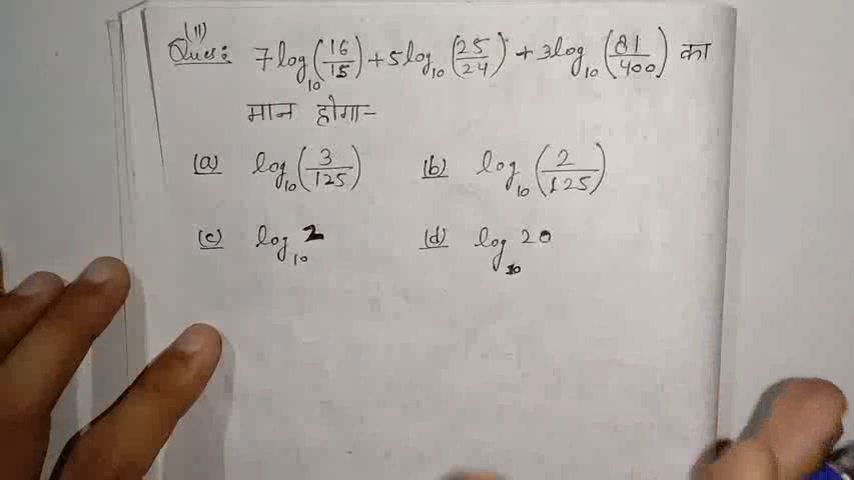 (11)
Ques: 7log₁₀(16/15) + 5log₁₀(25/24) + 3log₁₀(81/400) का
मान होगा-
(a) log₁₀(3/125) (b) log₁₀(2/125)
(c) log₁₀ 2 (d) log₁₀ 20